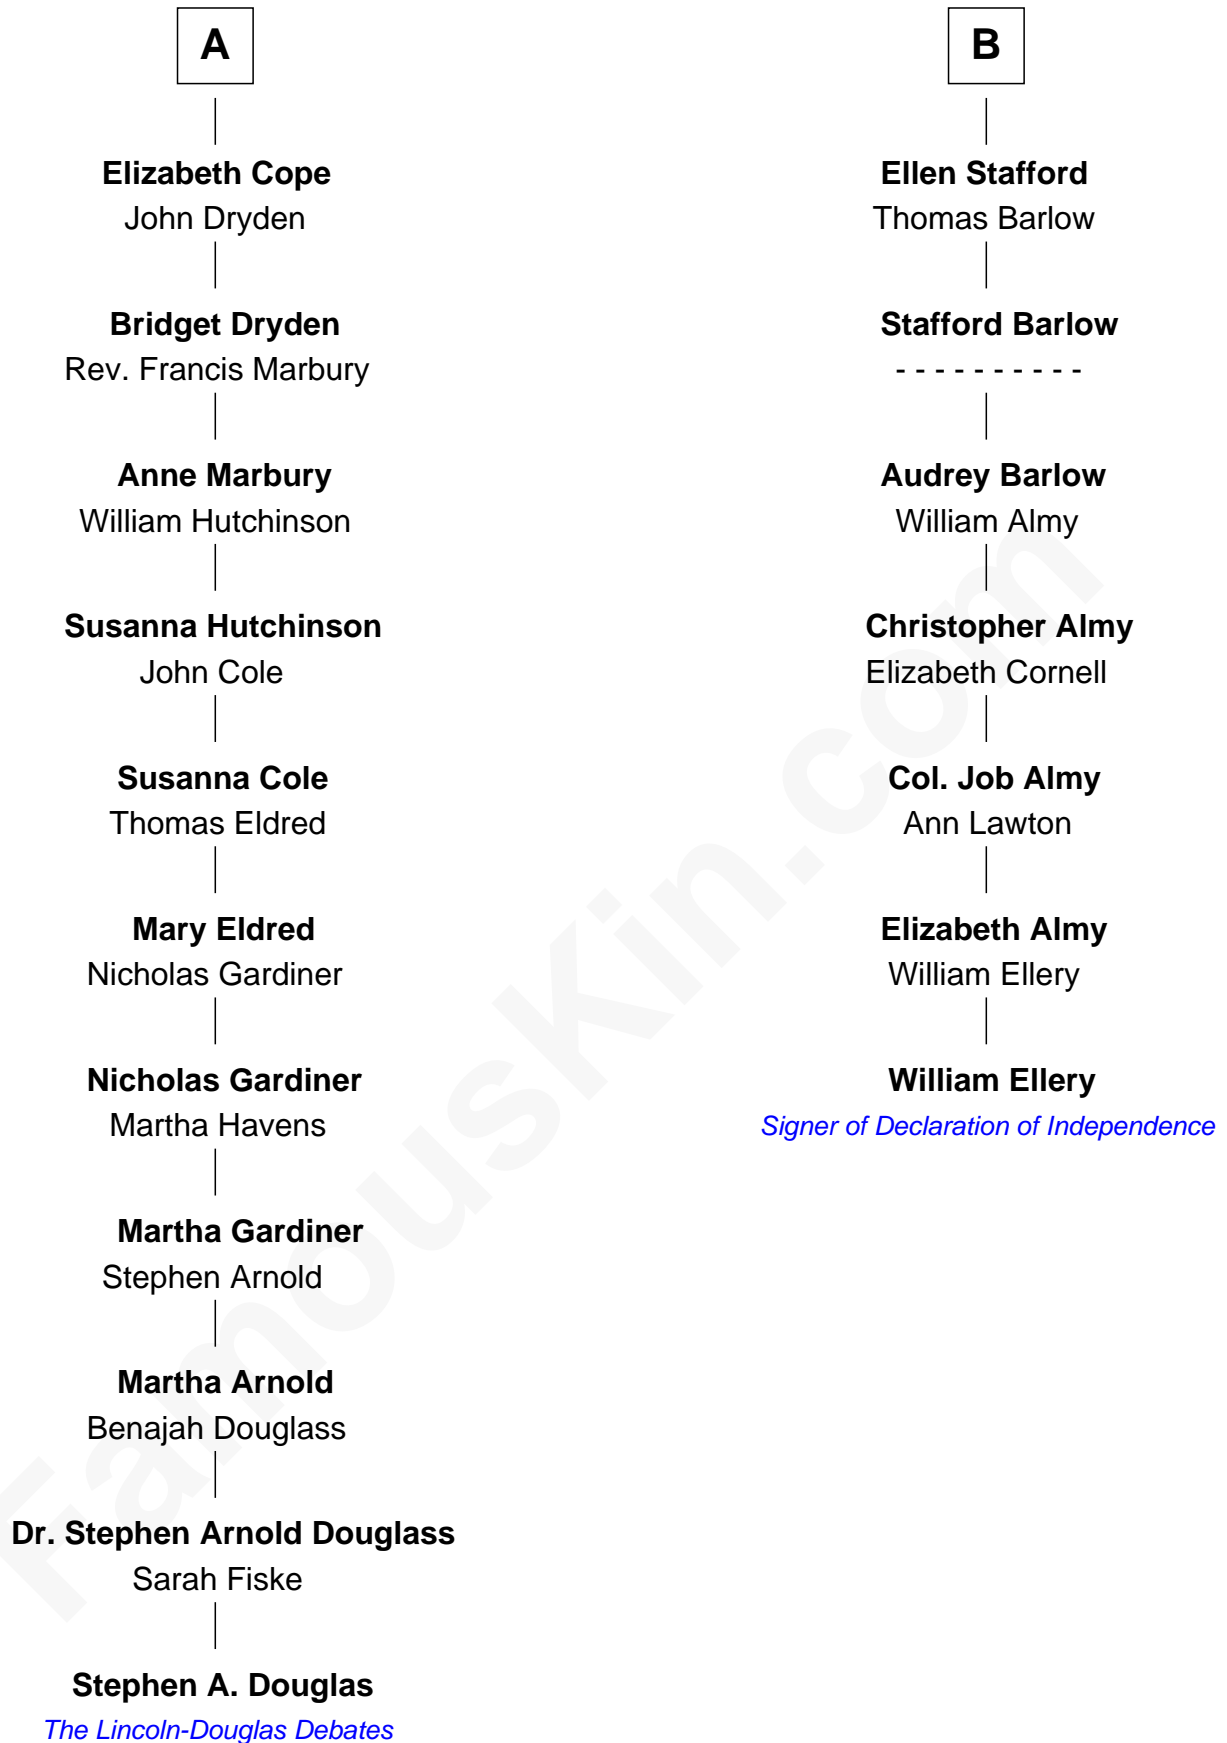 A
Elizabeth Cope
John Dryden
Bridget Dryden
Rev. Francis Marbury
Anne Marbury
William Hutchinson
Susanna Hutchinson
John Cole
Susanna Cole
Thomas Eldred
Mary Eldred
Nicholas Gardiner
Nicholas Gardiner
Martha Havens
Martha Gardiner
Stephen Arnold
Martha Arnold
Benajah Douglass
Dr. Stephen Arnold Douglass
Sarah Fiske
Stephen A. Douglas
The Lincoln-Douglas Debates
B
Ellen Stafford
Thomas Barlow
Stafford Barlow
- - - - - - - - - -
Audrey Barlow
William Almy
Christopher Almy
Elizabeth Cornell
Col. Job Almy
Ann Lawton
Elizabeth Almy
William Ellery
William Ellery
Signer of Declaration of Independence
FamousKin.com